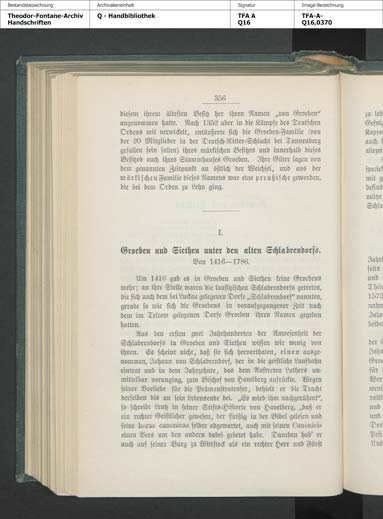 Bestandsbezeichnung
Theodor-Fontane-Archiv
Handschriften
Archivalieneinheit
Q - Handbibliothek
Signatur
TFA A
Q16
Image-Bezeichnung
TFA-A-
Q16,0370
356
diesem ihrem ältesten Besitz her ihren Namen „von Groeben“
angenommen hatte. Nach 1352 aber in die Kämpfe des Deutschen
Ordens mit verwickelt, entäußerte sich die Groeben-Familie (von
der 20 Mitglieder in der Deutsch-Ritter-Schlacht bei Tannenberg
gefallen sein sollen) ihres märkischen Besitzes und innerhalb dieses
Besitzes auch ihres Stammhauses Groeben. Ihre Güter lagen von
dem genannten Zeitpunkt an östlich der Weichsel, und aus der
märkischen Familie dieses Namens war eine preußische geworden,
die bei dem Orden zu Lehn ging.
I.
Groeben und Siethen unter den alten Schlabrendorfs.
Von 1416—1786.
Um 1416 gab es in Groeben und Siethen keine Groebens
mehr; an ihre Stelle waren die lausitzischen Schlabrendorfs getreten,
die sich nach dem bei Luckau gelegenen Dorfe „Schlabrendorf“ nannten,
gerade so wie sich die Groebens in voraufgegangener Zeit nach
dem im Teltow gelegenen Dorfe Groeben ihren Namen gegeben
hatten.
Aus den ersten zwei Jahrhunderten der Anwesenheit der
Schlabrendorfs in Groeben und Siethen wissen wir wenig von
ihnen. Es scheint nicht, daß sie sich hervorthaten, einen ausge-
nommen, Johann von Schlabrendorf, der in die geistliche Laufbahn
eintrat und in dem Jahrzehnte, das dem Auftreten Luthers un-
mittelbar voranging, zum Bischof von Havelberg aufrückte. Wegen
seiner Vorliebe für die Prämonstratenser, behielt er die Tracht
derselben bis an sein Lebensende bei. „Es wird ihm nachgerühmt“,
so schreibt Lentz in seiner Stifts-Historie von Havelberg, „daß er
ein rechter Geistlicher gewesen, der fleißig in der Bibel gelesen und
seine horas canonicas selber abgewartet, auch mit seinen Canonicis
einen Vers um den andern dabei gebetet habe. Daneben hab' er
auch auf seiner Burg zu Wittstock als ein rechter Herr und Fürst